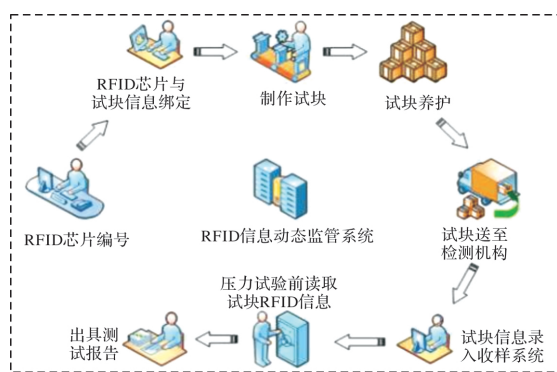 RFID芯片与
试块信息绑定
制作试块
试块养护
RFID芯片编号
RFID信息动态监管系统
试块送至
检测机构
压力试验前读取
试块RFID信息
出具测
试报告
试块信息录
入收样系统